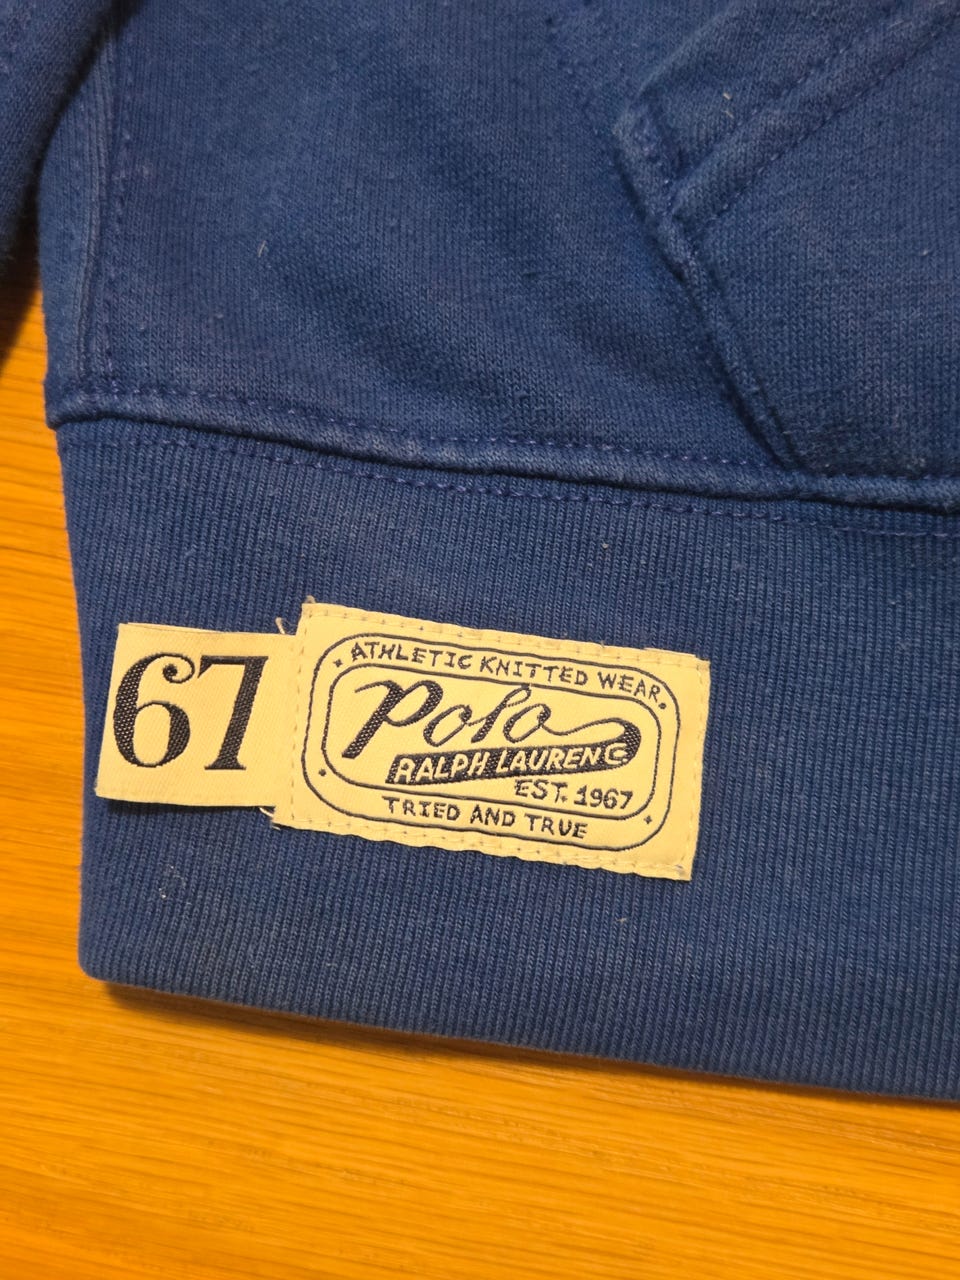 67
ATHLETIC KNITTED WEAR
Polo
RALPH LAUREN
EST. 1967
TRIED AND TRUE